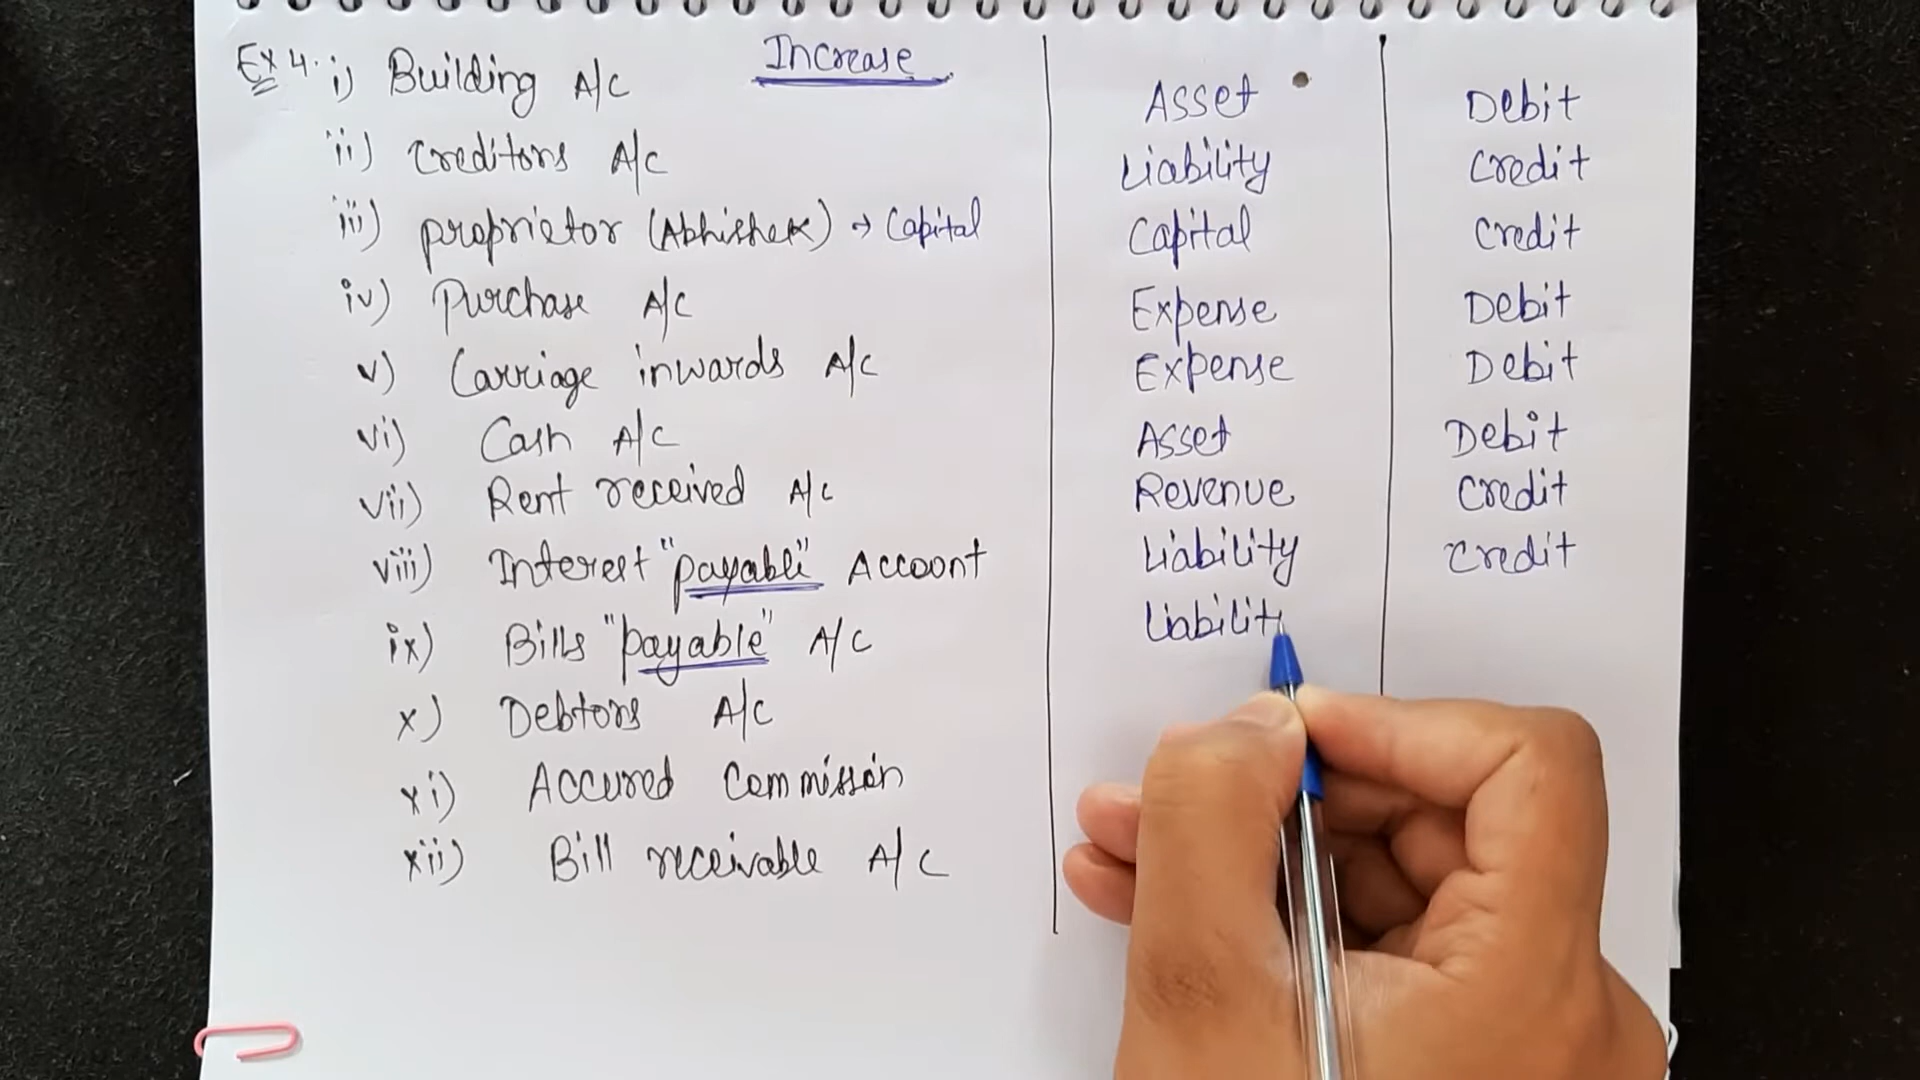 Ex 4. i) Building A/c Increase Asset Debit
ii) Creditors A/c Liability Credit
iii) proprietor (Abhishek) → Capital Capital Credit
iv) Purchase A/c Expense Debit
v) Carriage inwards A/c Expense Debit
vi) Cash A/c Asset Debit
vii) Rent received A/c Revenue Credit
viii) Interest "payable" Account Liability Credit
ix) Bills "payable" A/c Liabilit
x) Debtors A/c
xi) Accured Commission
xii) Bill receivable A/c